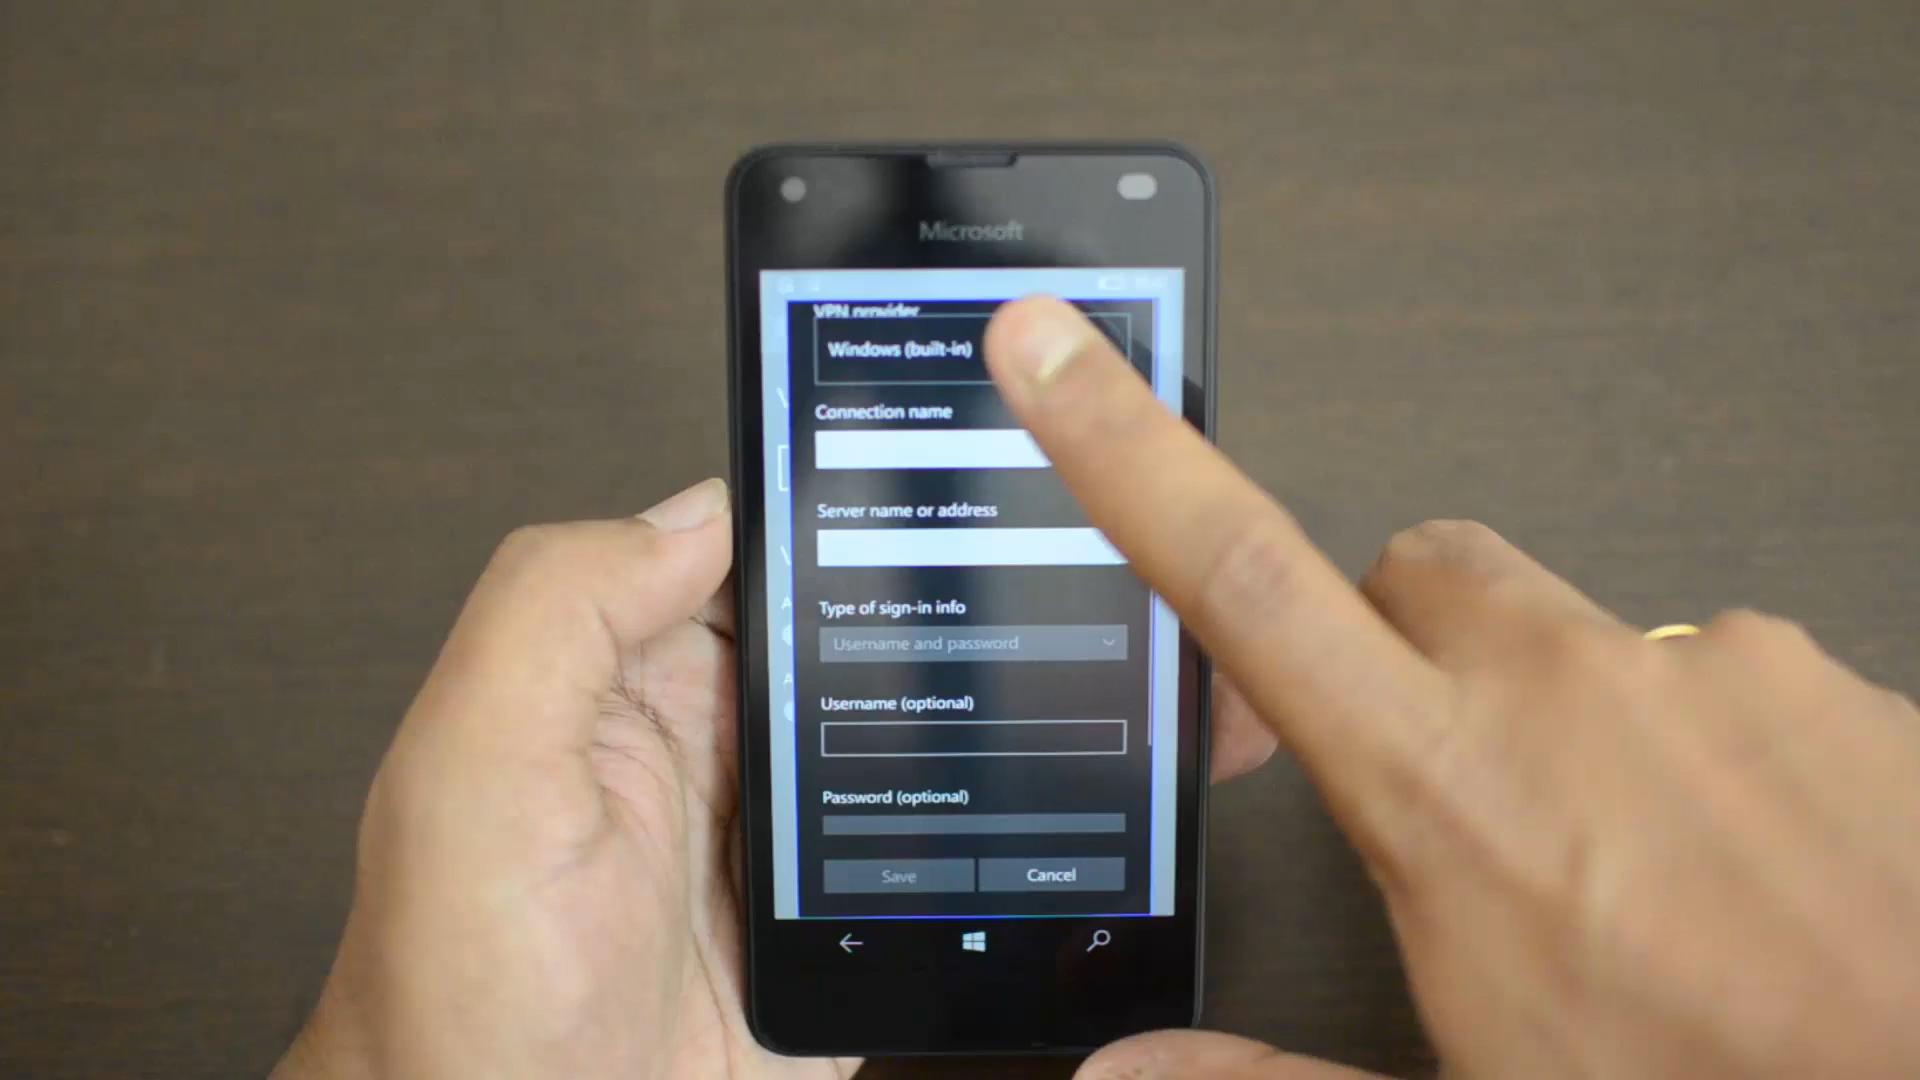 Microsoft
VPN provider
Windows (built-in)
Connection name
Server name or address
Type of sign-in info
Username and password
Username (optional)
Password (optional)
Save
Cancel